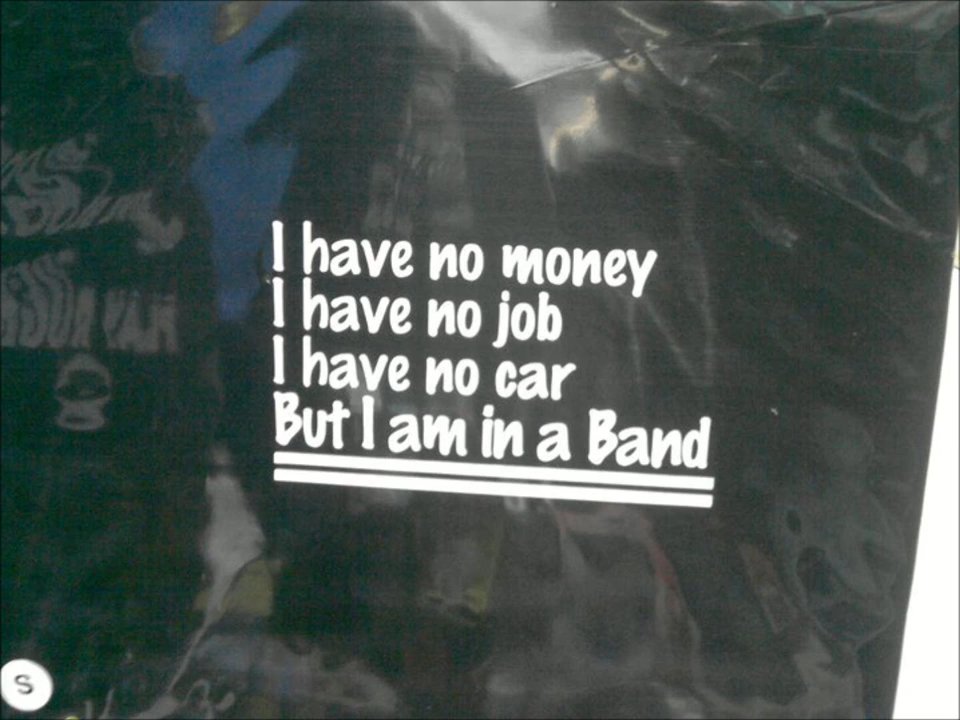 I have no money
I have no job
I have no car
But I am in a Band
S